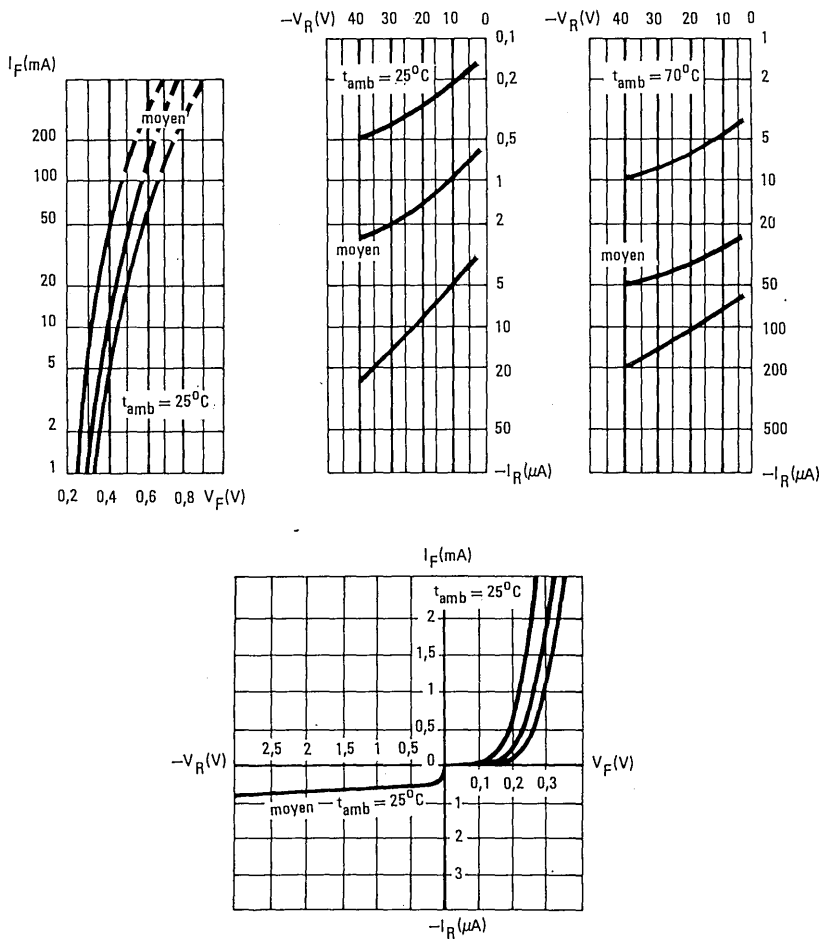 I_F(mA)
200
100
50
20
10
5
2
1
0,2 0,4 0,6 0,8 V_F(V)
moyen
t_amb = 25°C
-V_R(V) 40 30 20 10 0
0,1
0,2
0,5
1
2
5
10
20
50
-I_R(μA)
t_amb = 25°C
moyen
-V_R(V) 40 30 20 10 0
1
2
5
10
20
50
100
200
500
-I_R(μA)
t_amb = 70°C
moyen
I_F(mA)
t_amb = 25°C
2
1,5
1
0,5
0
-V_R(V) 2,5 2 1,5 1 0,5
0,1 0,2 0,3 V_F(V)
moyen - t_amb = 25°C
1
2
3
-I_R(μA)